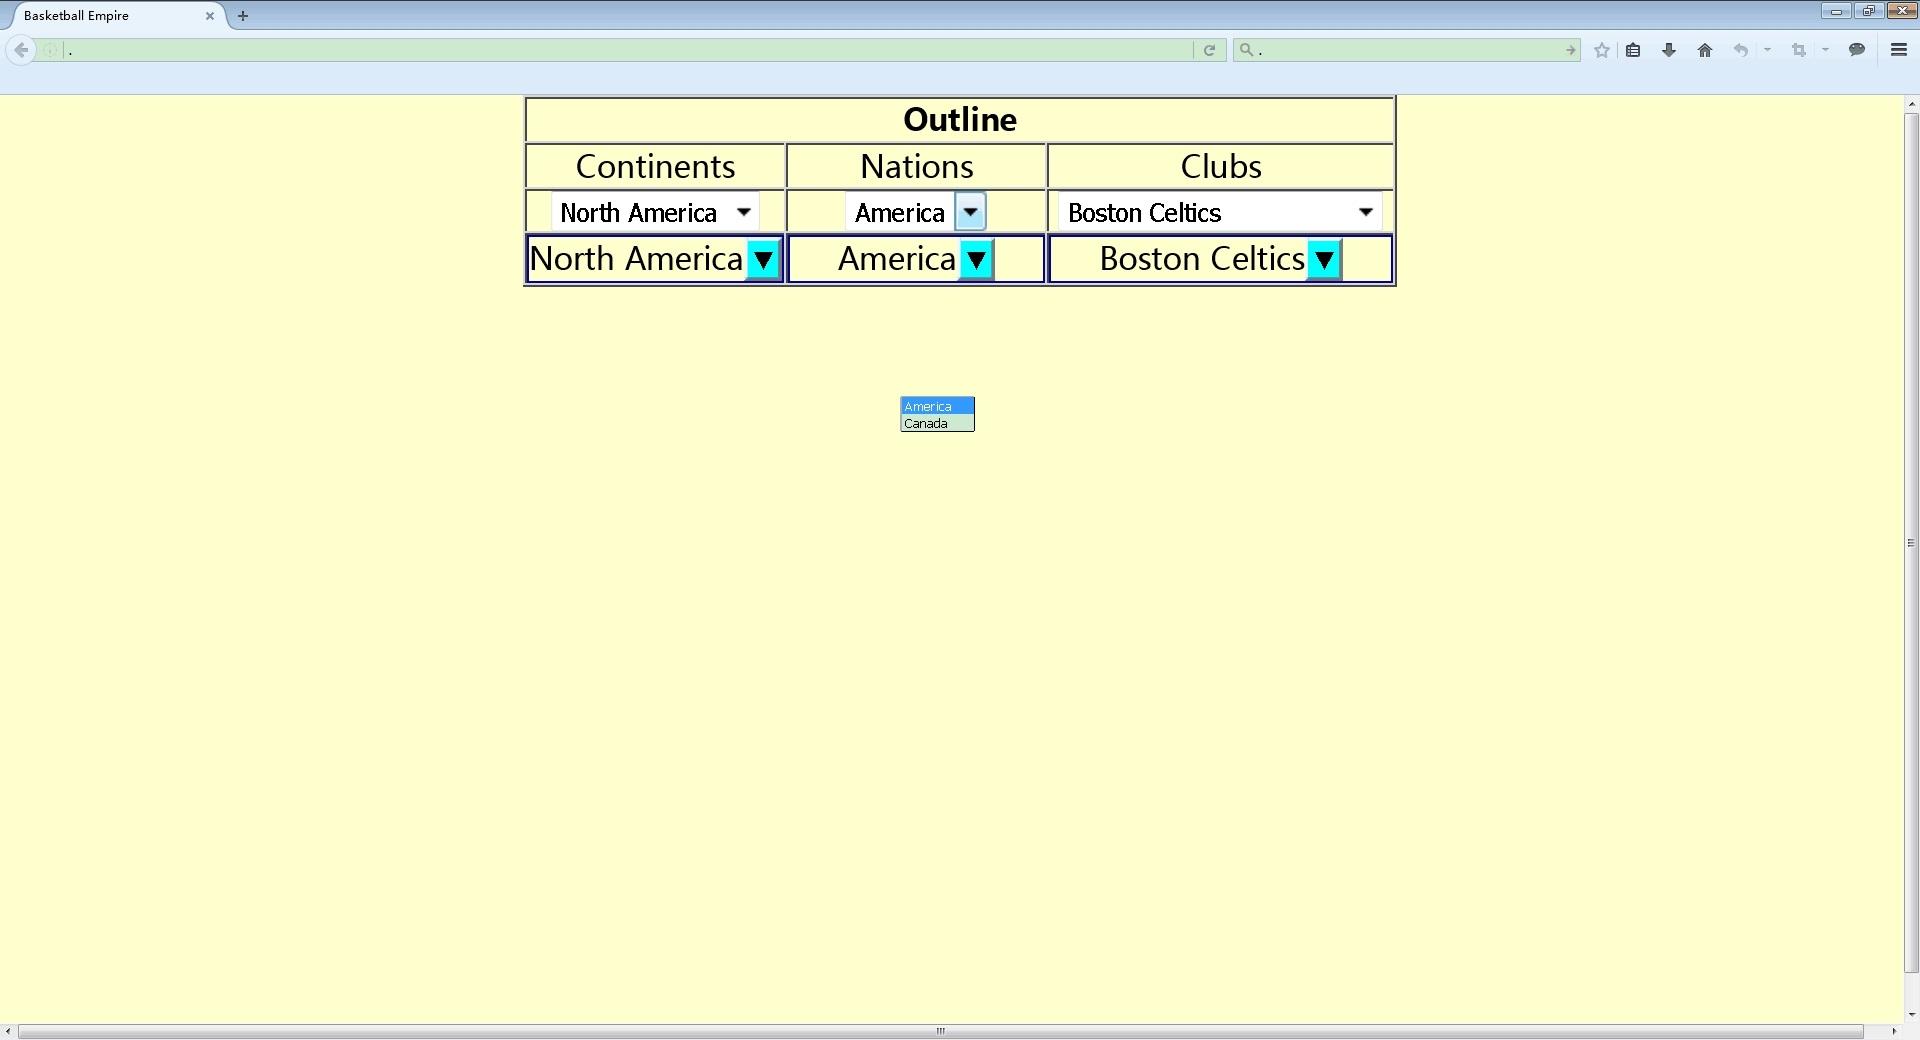 Basketball Empire
.
.
Outline
Continents Nations Clubs
North America America Boston Celtics
North America▼ America▼ Boston Celtics▼
America
Canada